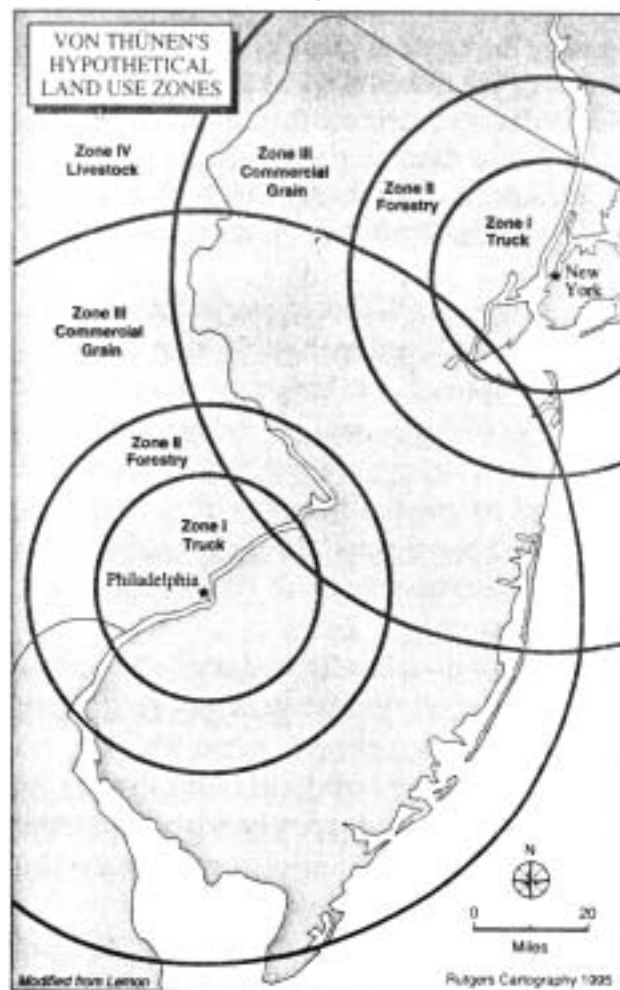 VON THÜNEN'S
HYPOTHETICAL
LAND USE ZONES
Zone IV
Livestock
Zone III
Commercial
Grain
Zone II
Forestry
Zone I
Truck
New
York
Zone III
Commercial
Grain
Zone II
Forestry
Zone I
Truck
Philadelphia
N
0 20
Miles
Modified from Lemon
Rutgers Cartography 1995